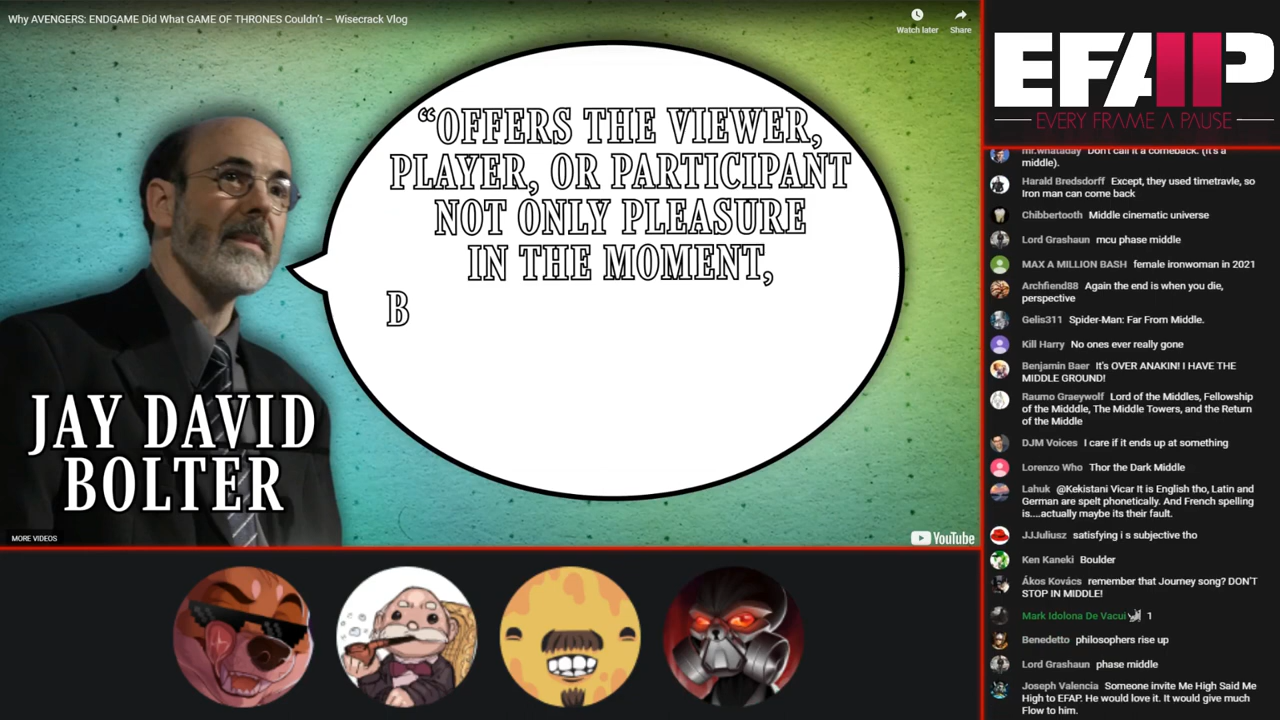 Why AVENGERS: ENDGAME Did What GAME OF THRONES Couldn't – Wisecrack Vlog
Watch later
Share
"OFFERS THE VIEWER,
PLAYER, OR PARTICIPANT
NOT ONLY PLEASURE
IN THE MOMENT,
B
JAY DAVID
BOLTER
MORE VIDEOS
YouTube
EFAP
EVERY FRAME A PAUSE
mr.whataday Don't call it a comeback. (it's a
middle).
Harald Bredsdorff Except, they used timetravle, so
Iron man can come back
Chibbertooth Middle cinematic universe
Lord Grashaun mcu phase middle
MAX A MILLION BASH female ironwoman in 2021
Archfiend88 Again the end is when you die,
perspective
Gelis311 Spider-Man: Far From Middle.
Kill Harry No ones ever really gone
Benjamin Baer It's OVER ANAKIN! I HAVE THE
MIDDLE GROUND!
Raumo Graeywolf Lord of the Middles, Fellowship
of the Midddle, The Middle Towers, and the Return
of the Middle
DJM Voices I care if it ends up at something
Lorenzo Who Thor the Dark Middle
Lahuk @Kekistani Vicar It is English tho, Latin and
German are spelt phonetically. And French spelling
is....actually maybe its their fault.
JJJuliusz satisfying i s subjective tho
Ken Kaneki Boulder
Ákos Kovács remember that Journey song? DON'T
STOP IN MIDDLE!
Mark Idolona De Vacui 1
Benedetto philosophers rise up
Lord Grashaun phase middle
Joseph Valencia Someone invite Me High Said Me
High to EFAP. He would love it. It would give much
Flow to him.